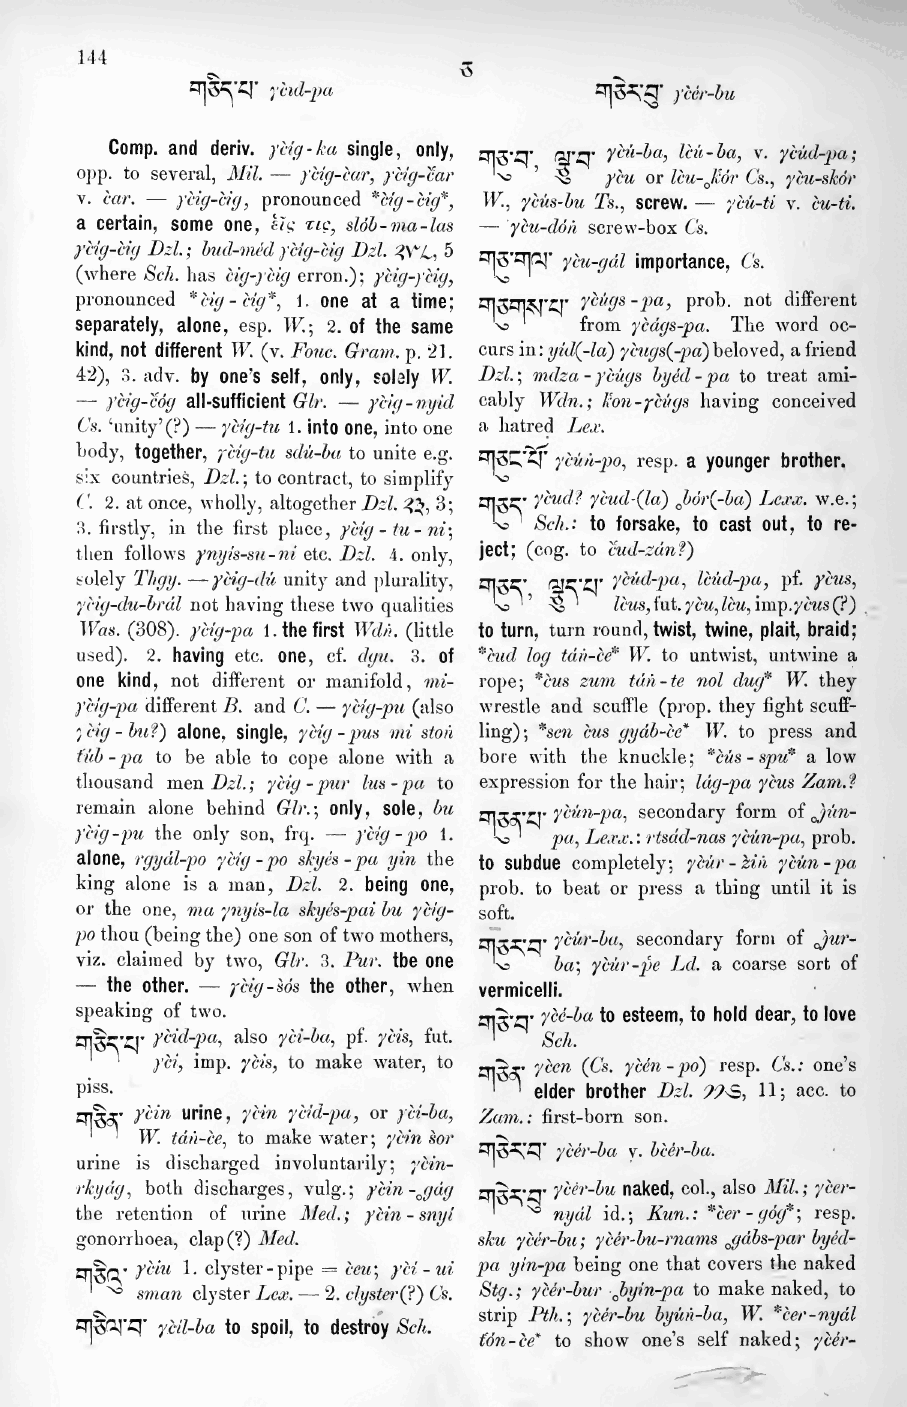 144
ཅ
གཅིད་པ་ γčid-pa
གཅེར་བུ་ γčér-bu
Comp. and deriv. γčig-ka single, only,
opp. to several, Mil. — γčig-čar, γčig-čar
v. čar. — γčig-čig, pronounced *čig-čig*,
a certain, some one, εἷς τις, slób-ma-las
γčig-čig Dzl.; bud-méd γčig-čig Dzl. ༢༧༤, 5
(where Sch. has čig-γčig erron.); γčig-γčig,
pronounced *čig-čig*, 1. one at a time;
separately, alone, esp. W.; 2. of the same
kind, not different W. (v. Fouc. Gram. p. 21.
42), 3. adv. by one's self, only, solely W.
— γčig-čóg all-sufficient Glr. — γčig-nyid
Cs. ‘unity’(?) — γčig-tu 1. into one, into one
body, together, γčig-tu sdú-ba to unite e.g.
six countries, Dzl.; to contract, to simplify
C. 2. at once, wholly, altogether Dzl. ༢༣, 3;
3. firstly, in the first place, γčig-tu-ni;
then follows γnyis-su-ni etc. Dzl. 4. only,
solely Thgy. — γčig-dú unity and plurality,
γčig-du-brál not having these two qualities
Was. (308). γčig-pa 1. the first Wdṅ. (little
used). 2. having etc. one, cf. dgu. 3. of
one kind, not different or manifold, mi-
γčig-pa different B. and C. — γčig-pu (also
γčig-bu?) alone, single, γčig-pus mi stoṅ
t̔úb-pa to be able to cope alone with a
thousand men Dzl.; γčig-pur lus-pa to
remain alone behind Glr.; only, sole, bu
γčig-pu the only son, frq. — γčig-po 1.
alone, rgyál-po γčig-po skyés-pa yin the
king alone is a man, Dzl. 2. being one,
or the one, ma γnyis-la skyés-pai bu γčig-
po thou (being the) one son of two mothers,
viz. claimed by two, Glr. 3. Pur. the one
— the other. — γčig-šós the other, when
speaking of two.
གཅིད་པ་ γčid-pa, also γči-ba, pf. γčis, fut.
γči, imp. γčis, to make water, to
piss.
གཅིན་ γčin urine, γčin γčid-pa, or γči-ba,
W. táṅ-če, to make water; γčin šor
urine is discharged involuntarily; γčin-
rkyág, both discharges, vulg.; γčin-₀gág
the retention of urine Med.; γčin-snyí
gonorrhoea, clap(?) Med.
གཅིའུ་ γčiu 1. clyster-pipe = čeu; γči-ui
sman clyster Lex. — 2. clyster(?) Cs.
གཅིལ་བ་ γčil-ba to spoil, to destroy Sch.
གཅུ་བ་, ལྕུ་བ་ γčú-ba, lčú-ba, v. γčúd-pa;
γču or lču-₀k̔ór Cs., γču-skór
W., γčús-bu Ts., screw. — γčú-ti v. ču-ti.
— γču-dóṅ screw-box Cs.
གཅུ་གལ་ γču-gál importance, Cs.
གཅུགས་པ་ γčúgs-pa, prob. not different
from γčágs-pa. The word oc-
curs in: yid(-la) γčugs(-pa) beloved, a friend
Dzl.; mdza-γčúgs byéd-pa to treat ami-
cably Wdn.; k̔on-γčúgs having conceived
a hatred Lex.
གཅུང་པོ་ γčúṅ-po, resp. a younger brother.
གཅུད་ γčud? γčud-(la) ₀bór(-ba) Lexx. w.e.;
Sch.: to forsake, to cast out, to re-
ject; (cog. to čud-zán?)
གཅུད་, ལྕུད་པ་ γčúd-pa, lčúd-pa, pf. γčus,
lčus, fut. γču, lču, imp. γčus (?)
to turn, turn round, twist, twine, plait, braid;
*čud log táṅ-če* W. to untwist, untwine a
rope; *čus zum táṅ-te nol dug* W. they
wrestle and scuffle (prop. they fight scuff-
ling); *sen čus gyáb-če* W. to press and
bore with the knuckle; *čús-spu* a low
expression for the hair; lág-pa γčus Zam.?
གཅུན་པ་ γčún-pa, secondary form of ₀ǰún-
pa, Lexx.: rtsád-nas γčún-pa, prob.
to subdue completely; γčúr-žiṅ γčún-pa
prob. to beat or press a thing until it is
soft.
གཅུར་བ་ γčúr-ba, secondary form of ₀ǰur-
ba; γčúr-p̔e Ld. a coarse sort of
vermicelli.
གཅེ་བ་ γčé-ba to esteem, to hold dear, to love
Sch.
གཅེན་ γčen (Cs. γčén-po) resp. Cs.: one's
elder brother Dzl. ༡༡༠, 11; acc. to
Zam.: first-born son.
གཅེར་བ་ γčér-ba v. bčér-ba.
གཅེར་བུ་ γčér-bu naked, col., also Mil.; γčer-
nyál id.; Kun.: *čer-góg*; resp.
sku γčér-bu; γčér-bu-rnams ₀gábs-par byéd-
pa yin-pa being one that covers the naked
Stg.; γčér-bur ₀byin-pa to make naked, to
strip Pth.; γčér-bu byúṅ-ba, W. *čer-nyál
t̔ón-če* to show one's self naked; γčér-